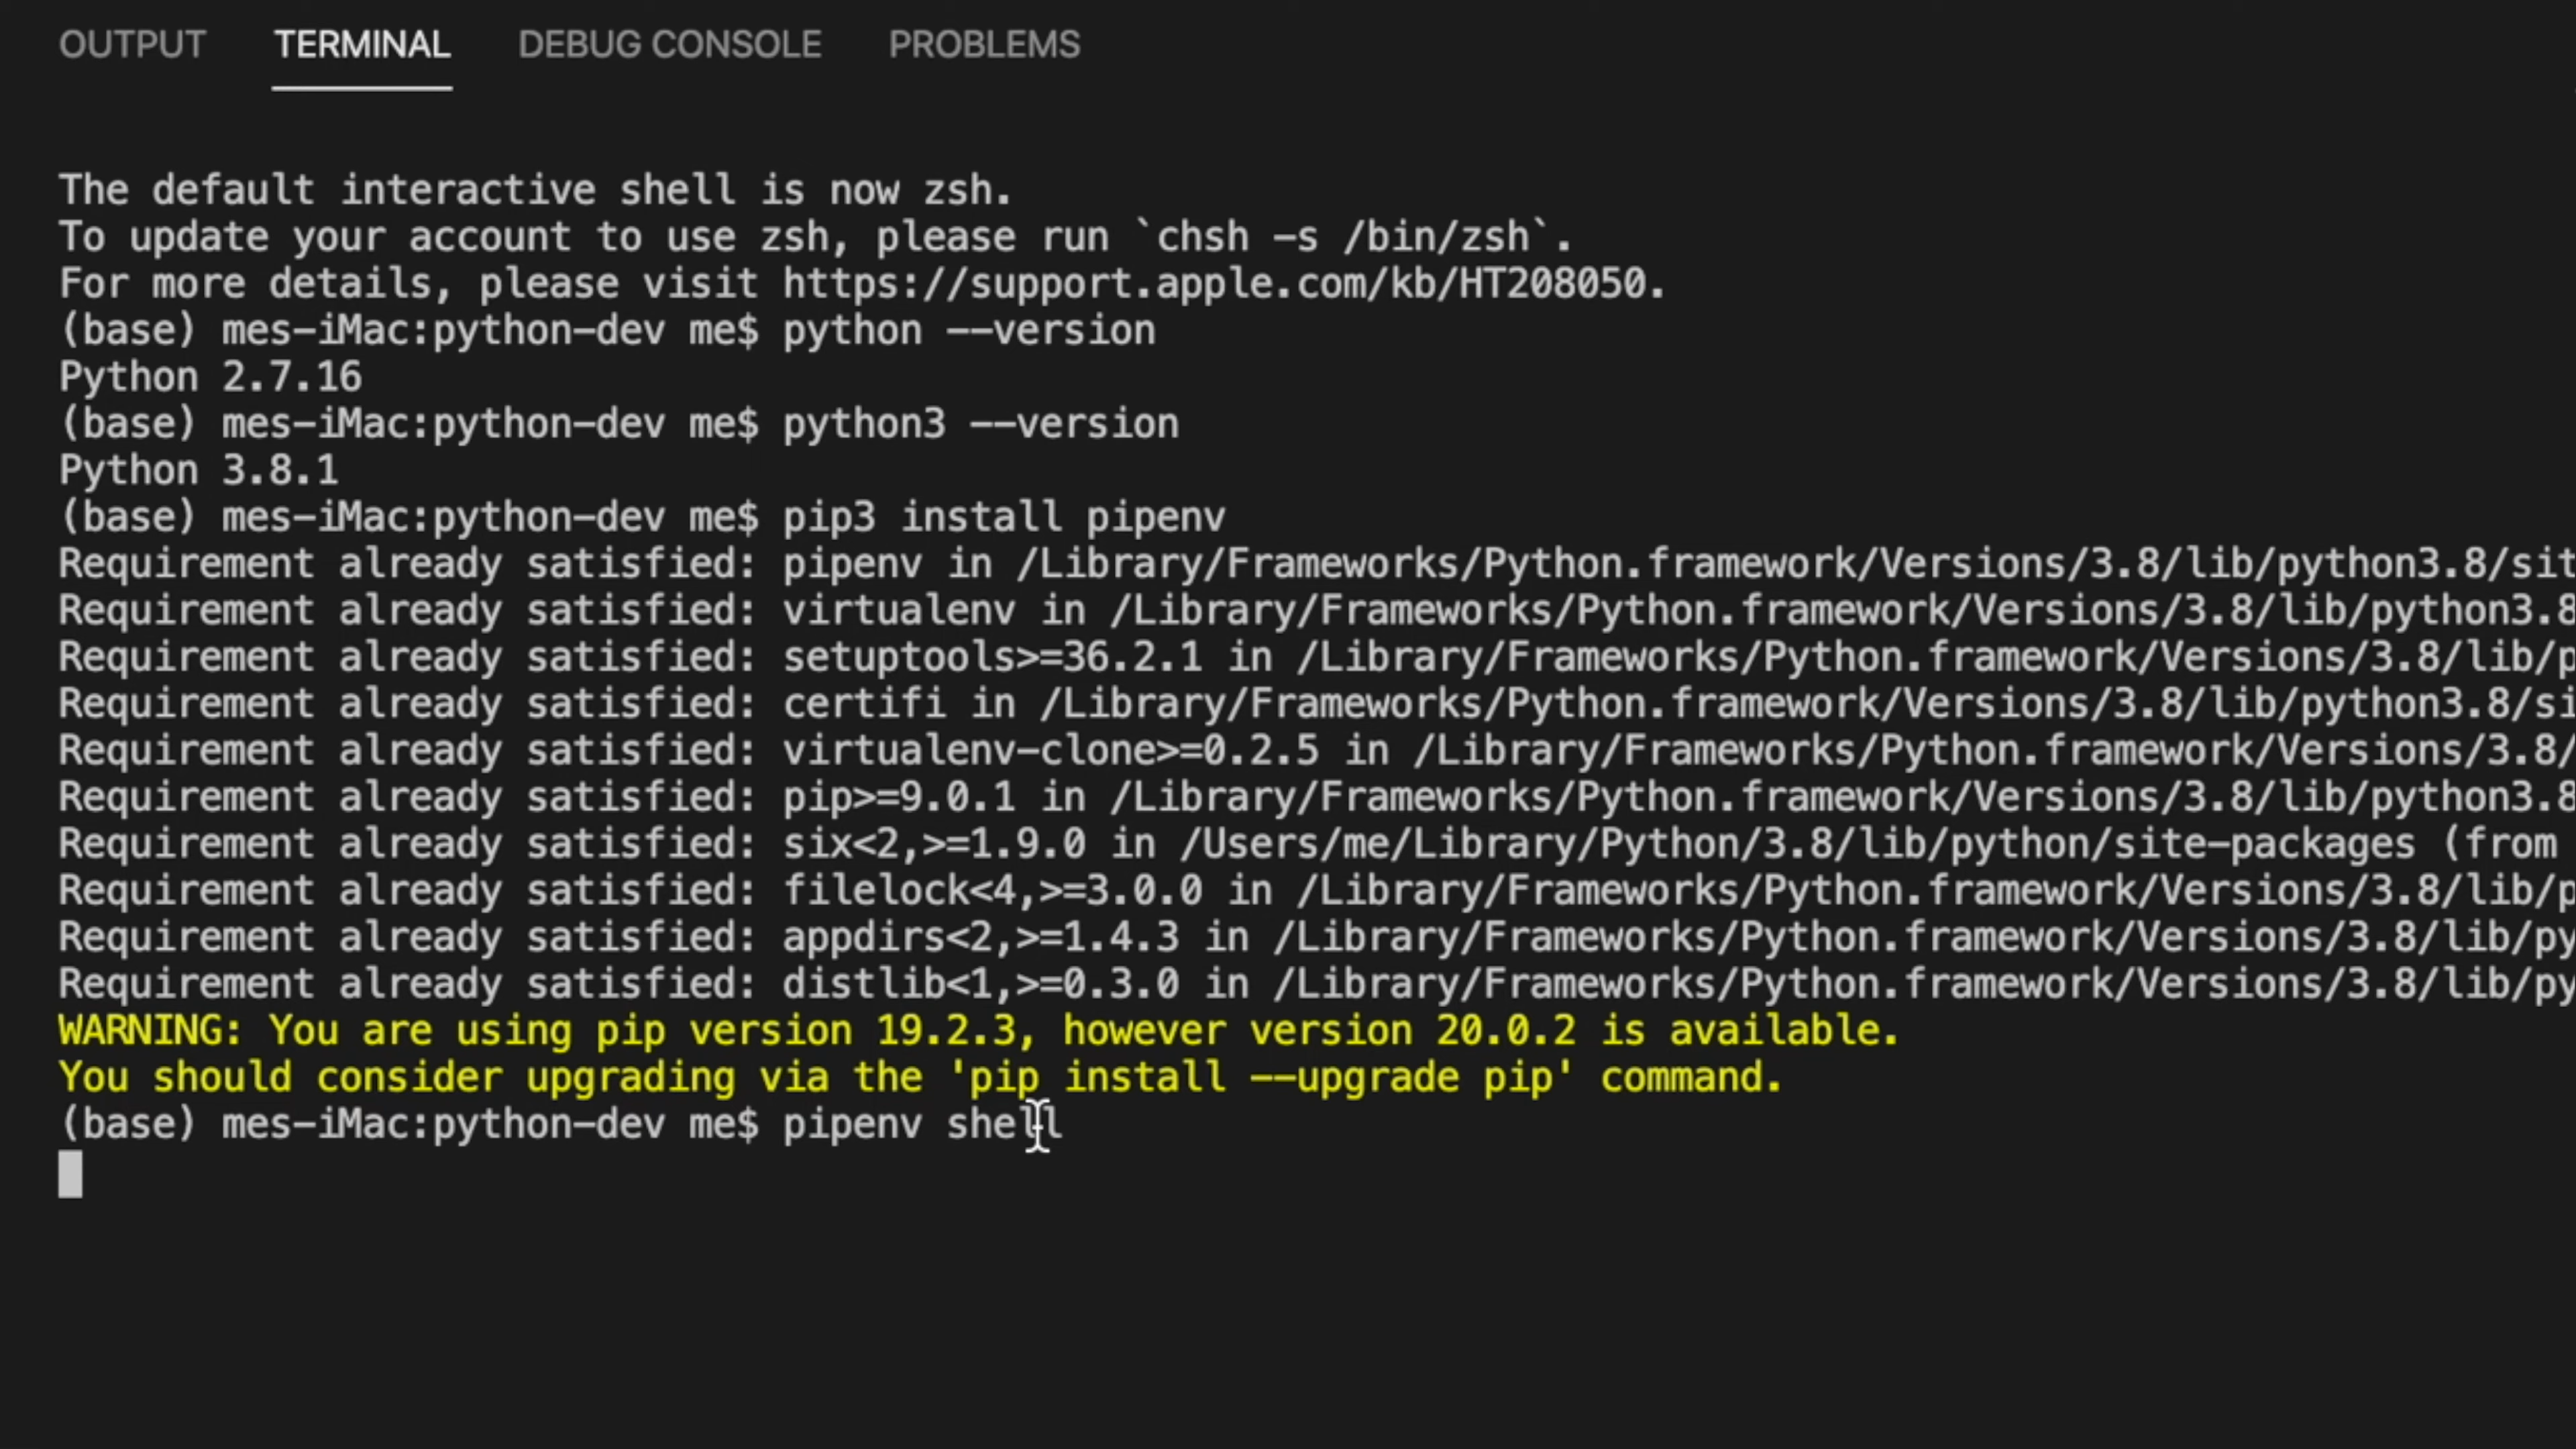 OUTPUT TERMINAL DEBUG CONSOLE PROBLEMS
The default interactive shell is now zsh.
To update your account to use zsh, please run `chsh -s /bin/zsh`.
For more details, please visit https://support.apple.com/kb/HT208050.
(base) mes-iMac:python-dev me$ python --version
Python 2.7.16
(base) mes-iMac:python-dev me$ python3 --version
Python 3.8.1
(base) mes-iMac:python-dev me$ pip3 install pipenv
Requirement already satisfied: pipenv in /Library/Frameworks/Python.framework/Versions/3.8/lib/python3.8/sit
Requirement already satisfied: virtualenv in /Library/Frameworks/Python.framework/Versions/3.8/lib/python3.8
Requirement already satisfied: setuptools>=36.2.1 in /Library/Frameworks/Python.framework/Versions/3.8/lib/p
Requirement already satisfied: certifi in /Library/Frameworks/Python.framework/Versions/3.8/lib/python3.8/si
Requirement already satisfied: virtualenv-clone>=0.2.5 in /Library/Frameworks/Python.framework/Versions/3.8/
Requirement already satisfied: pip>=9.0.1 in /Library/Frameworks/Python.framework/Versions/3.8/lib/python3.8
Requirement already satisfied: six<2,>=1.9.0 in /Users/me/Library/Python/3.8/lib/python/site-packages (from
Requirement already satisfied: filelock<4,>=3.0.0 in /Library/Frameworks/Python.framework/Versions/3.8/lib/p
Requirement already satisfied: appdirs<2,>=1.4.3 in /Library/Frameworks/Python.framework/Versions/3.8/lib/py
Requirement already satisfied: distlib<1,>=0.3.0 in /Library/Frameworks/Python.framework/Versions/3.8/lib/py
WARNING: You are using pip version 19.2.3, however version 20.0.2 is available.
You should consider upgrading via the 'pip install --upgrade pip' command.
(base) mes-iMac:python-dev me$ pipenv shell